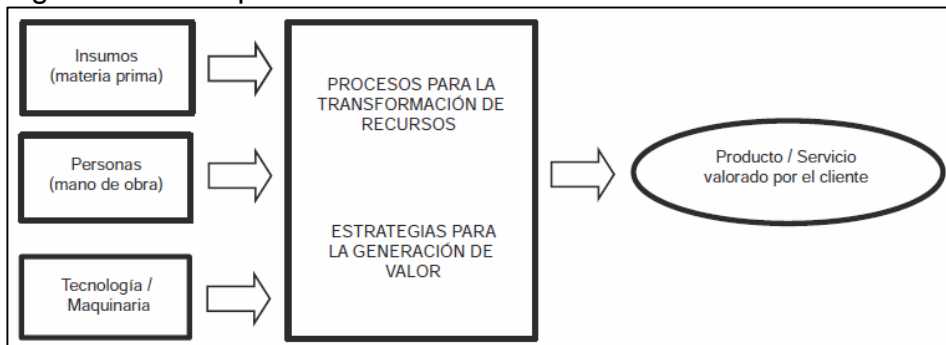 Insumos
(materia prima)
Personas
(mano de obra)
Tecnología /
Maquinaria
PROCESOS PARA LA
TRANSFORMACIÓN DE
RECURSOS
ESTRATEGIAS PARA
LA GENERACIÓN DE
VALOR
Producto / Servicio
valorado por el cliente